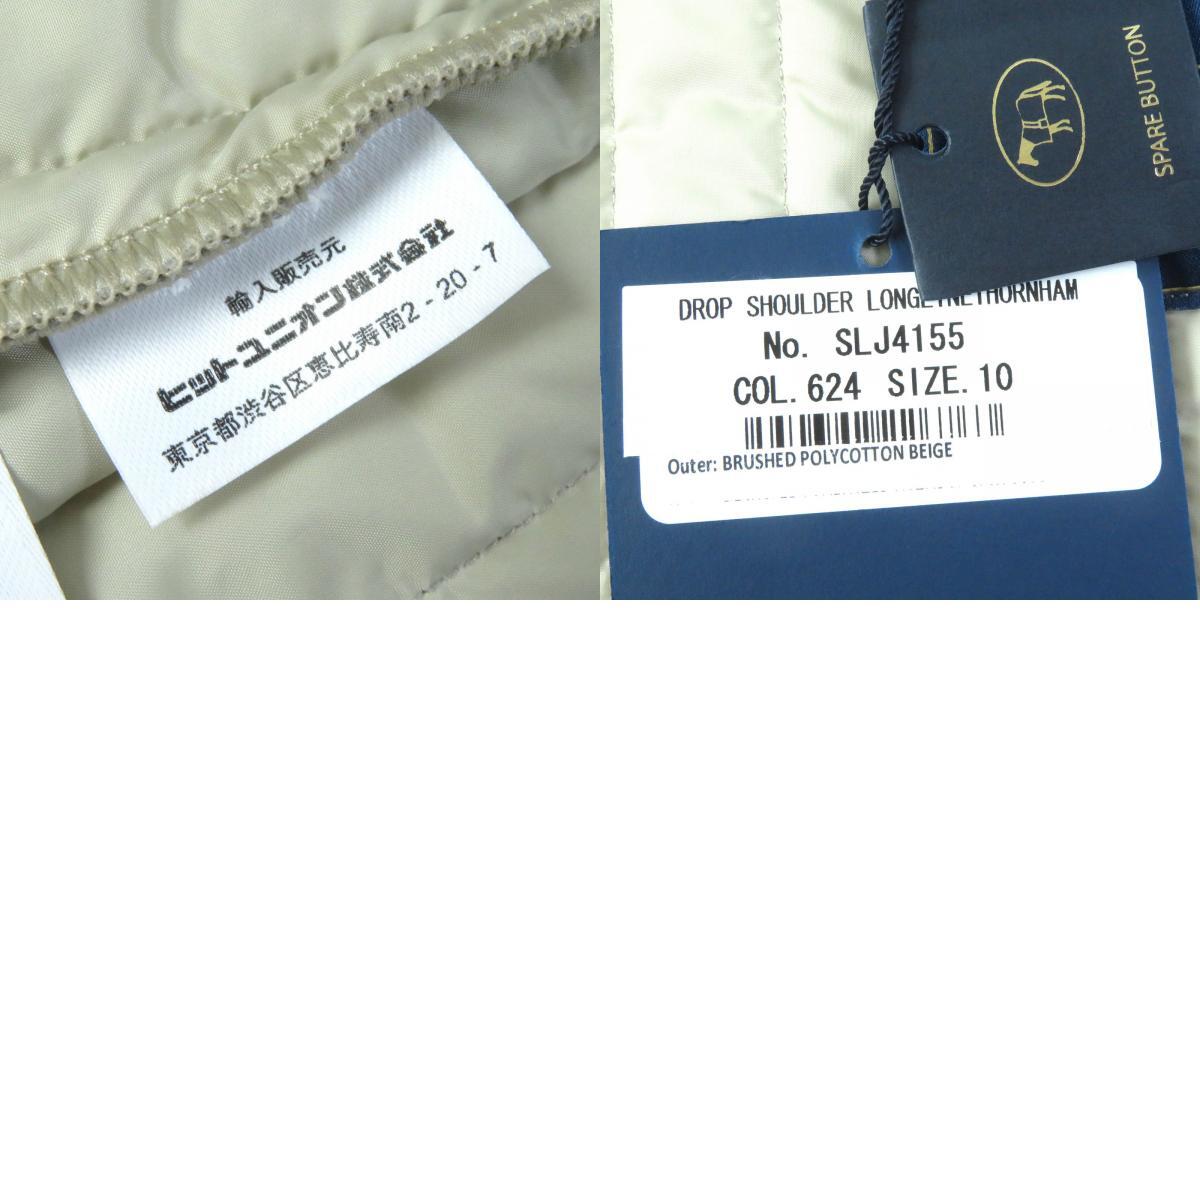 輸入販売元
ヒットユニオン株式会社
東京都渋谷区恵比寿南2-20-7
SPARE BUTTON
DROP SHOULDER
No. SLJ4155
COL.624 SIZE.10
Outer: BRUSHED POLYCOTTON BEIGE